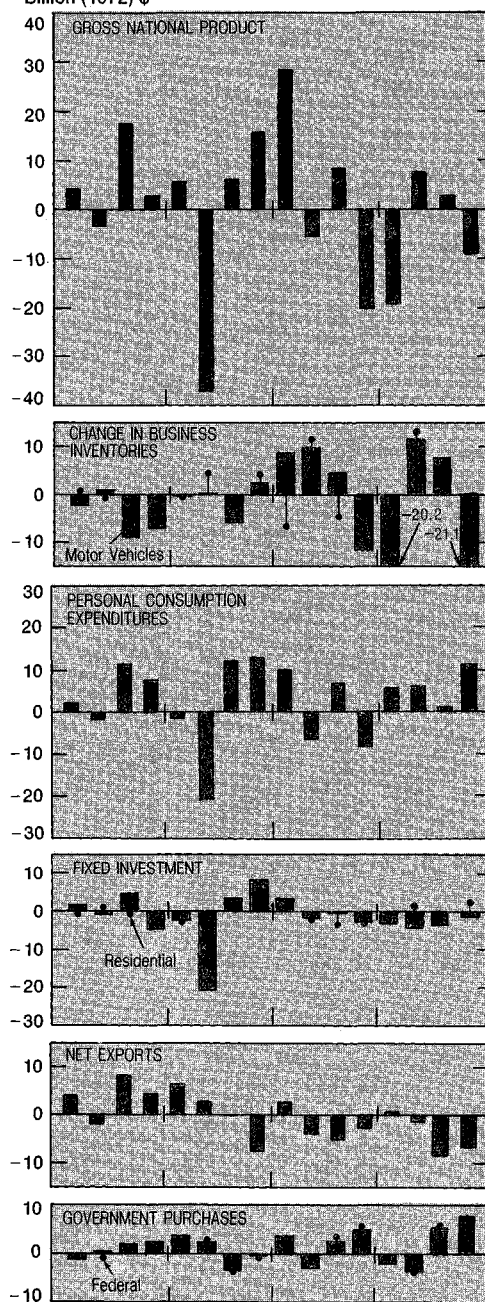 Billion (1972) $
GROSS NATIONAL PRODUCT
40
30
20
10
0
-10
-20
-30
-40
CHANGE IN BUSINESS
INVENTORIES
10
0
-10
Motor Vehicles
-20.2
-21.1
PERSONAL CONSUMPTION
EXPENDITURES
30
20
10
0
-10
-20
-30
FIXED INVESTMENT
10
0
-10
-20
-30
Residential
NET EXPORTS
10
0
-10
GOVERNMENT PURCHASES
10
0
-10
Federal